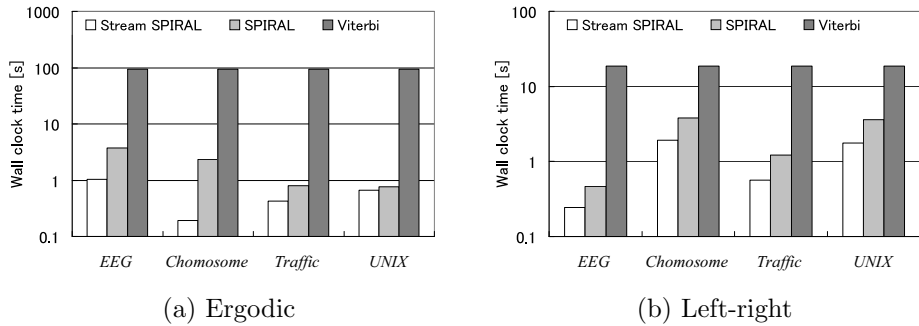 1000
100
10
1
0.1
Wall clock time [s]
Stream SPIRAL SPIRAL Viterbi
EEG Chomosome Traffic UNIX
(a) Ergodic
100
10
1
0.1
Wall clock time [s]
Stream SPIRAL SPIRAL Viterbi
EEG Chomosome Traffic UNIX
(b) Left-right